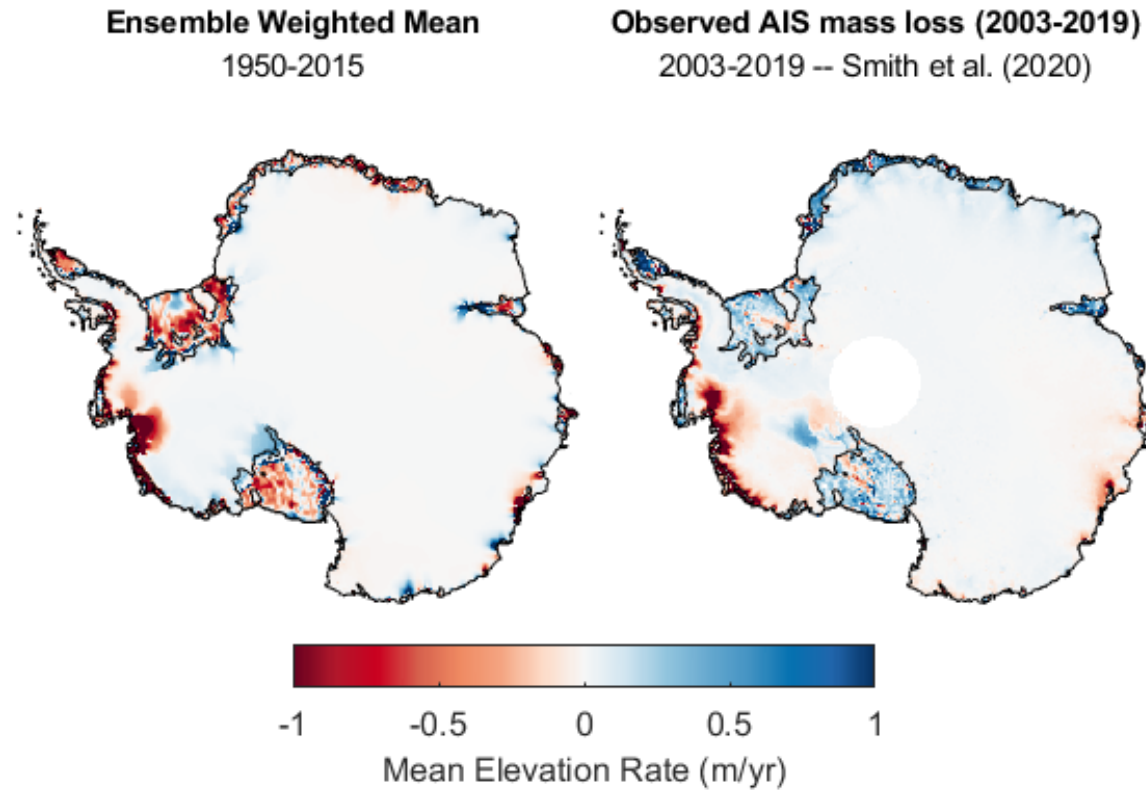 Ensemble Weighted Mean
1950-2015
Observed AIS mass loss (2003-2019)
2003-2019 -- Smith et al. (2020)
-1 -0.5 0 0.5 1
Mean Elevation Rate (m/yr)